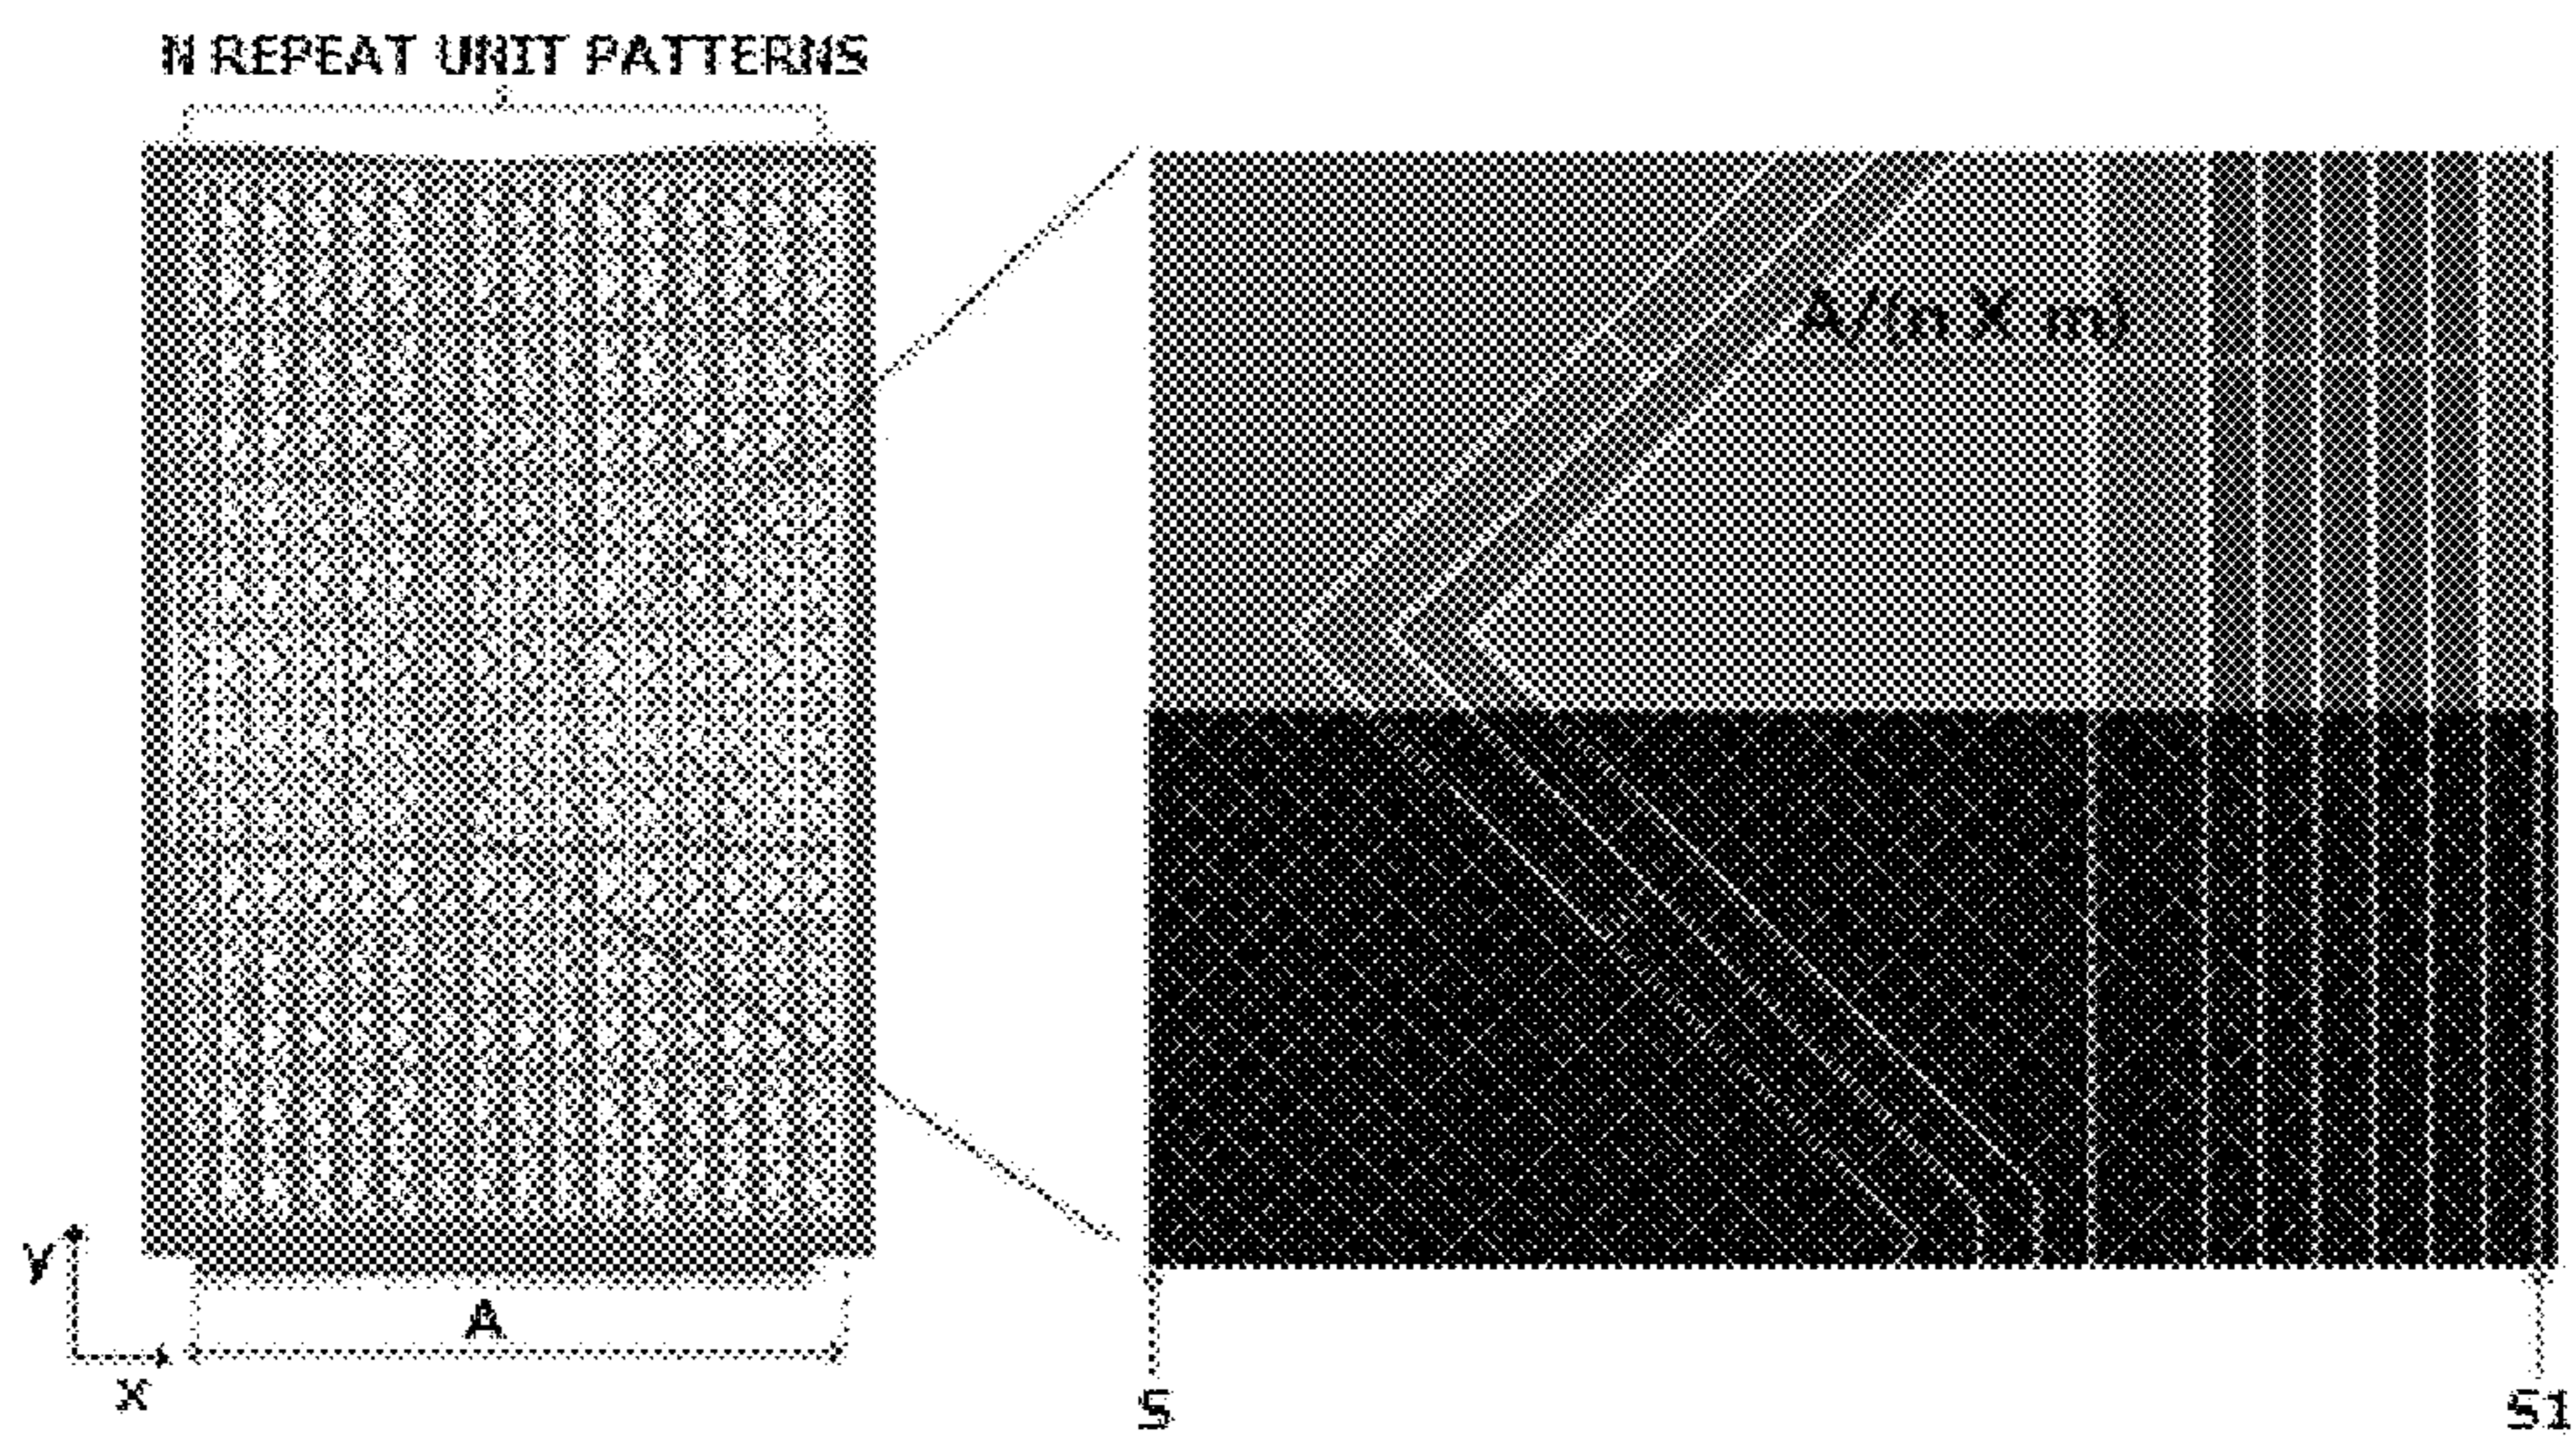 N REPEAT UNIT PATTERNS
A/(n X m)
y
A
x
S
S1